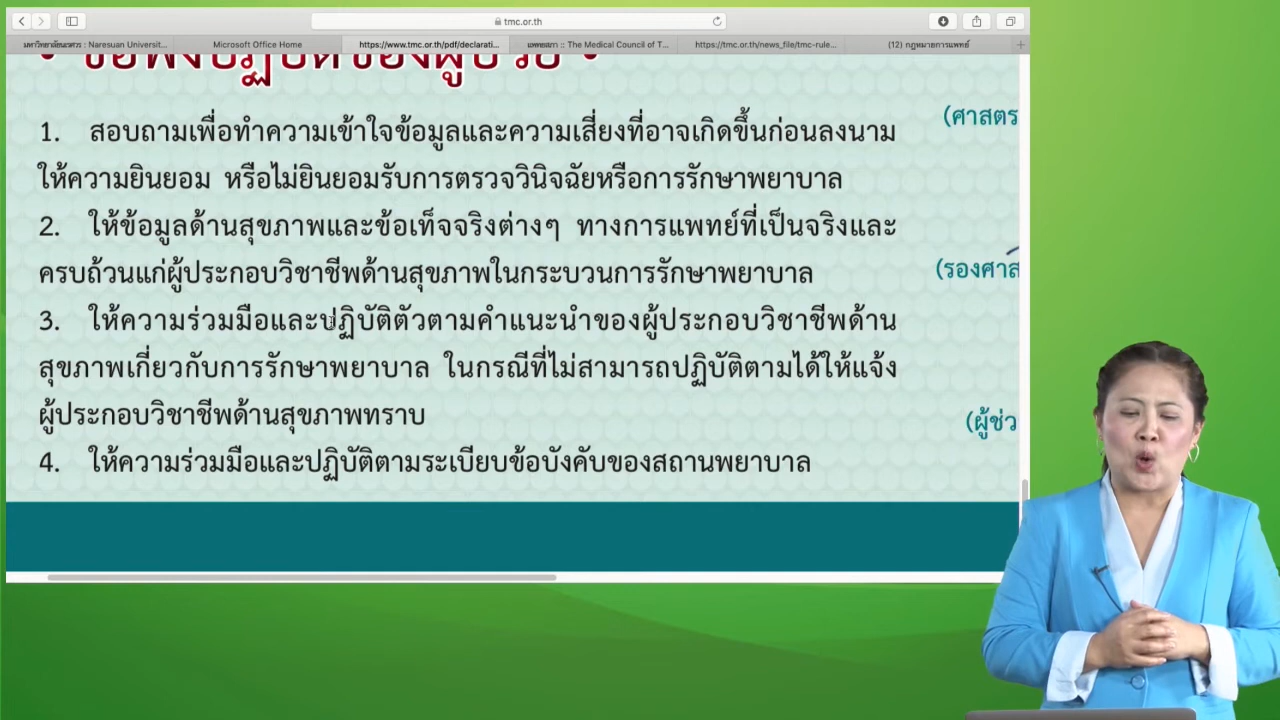 tmc.or.th
มหาวิทยาลัยนเรศวร : Naresuan Universit...
Microsoft Office Home
https://www.tmc.or.th/pdf/declarati...
แพทยสภา :: The Medical Council of T...
https://tmc.or.th/news_file/tmc-rule...
(12) กฎหมายการแพทย์
• ข้อพึงปฏิบัติของผู้ป่วย •
1. สอบถามเพื่อทำความเข้าใจข้อมูลและความเสี่ยงที่อาจเกิดขึ้นก่อนลงนาม
ให้ความยินยอม หรือไม่ยินยอมรับการตรวจวินิจฉัยหรือการรักษาพยาบาล
2. ให้ข้อมูลด้านสุขภาพและข้อเท็จจริงต่างๆ ทางการแพทย์ที่เป็นจริงและ
ครบถ้วนแก่ผู้ประกอบวิชาชีพด้านสุขภาพในกระบวนการรักษาพยาบาล
3. ให้ความร่วมมือและปฏิบัติตัวตามคำแนะนำของผู้ประกอบวิชาชีพด้าน
สุขภาพเกี่ยวกับการรักษาพยาบาล ในกรณีที่ไม่สามารถปฏิบัติตามได้ให้แจ้ง
ผู้ประกอบวิชาชีพด้านสุขภาพทราบ
4. ให้ความร่วมมือและปฏิบัติตามระเบียบข้อบังคับของสถานพยาบาล
(ศาสตร
(รองศาส
(ผู้ช่ว